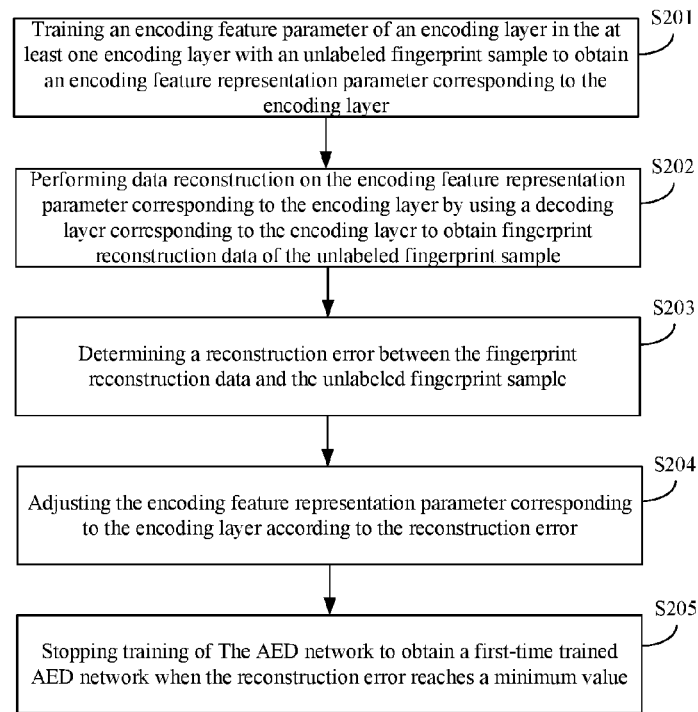 S201
Training an encoding feature parameter of an encoding layer in the at
least one encoding layer with an unlabeled fingerprint sample to obtain
an encoding feature representation parameter corresponding to the
encoding layer
S202
Performing data reconstruction on the encoding feature representation
parameter corresponding to the encoding layer by using a decoding
layer corresponding to the encoding layer to obtain fingerprint
reconstruction data of the unlabeled fingerprint sample
S203
Determining a reconstruction error between the fingerprint
reconstruction data and the unlabeled fingerprint sample
S204
Adjusting the encoding feature representation parameter corresponding
to the encoding layer according to the reconstruction error
S205
Stopping training of The AED network to obtain a first-time trained
AED network when the reconstruction error reaches a minimum value